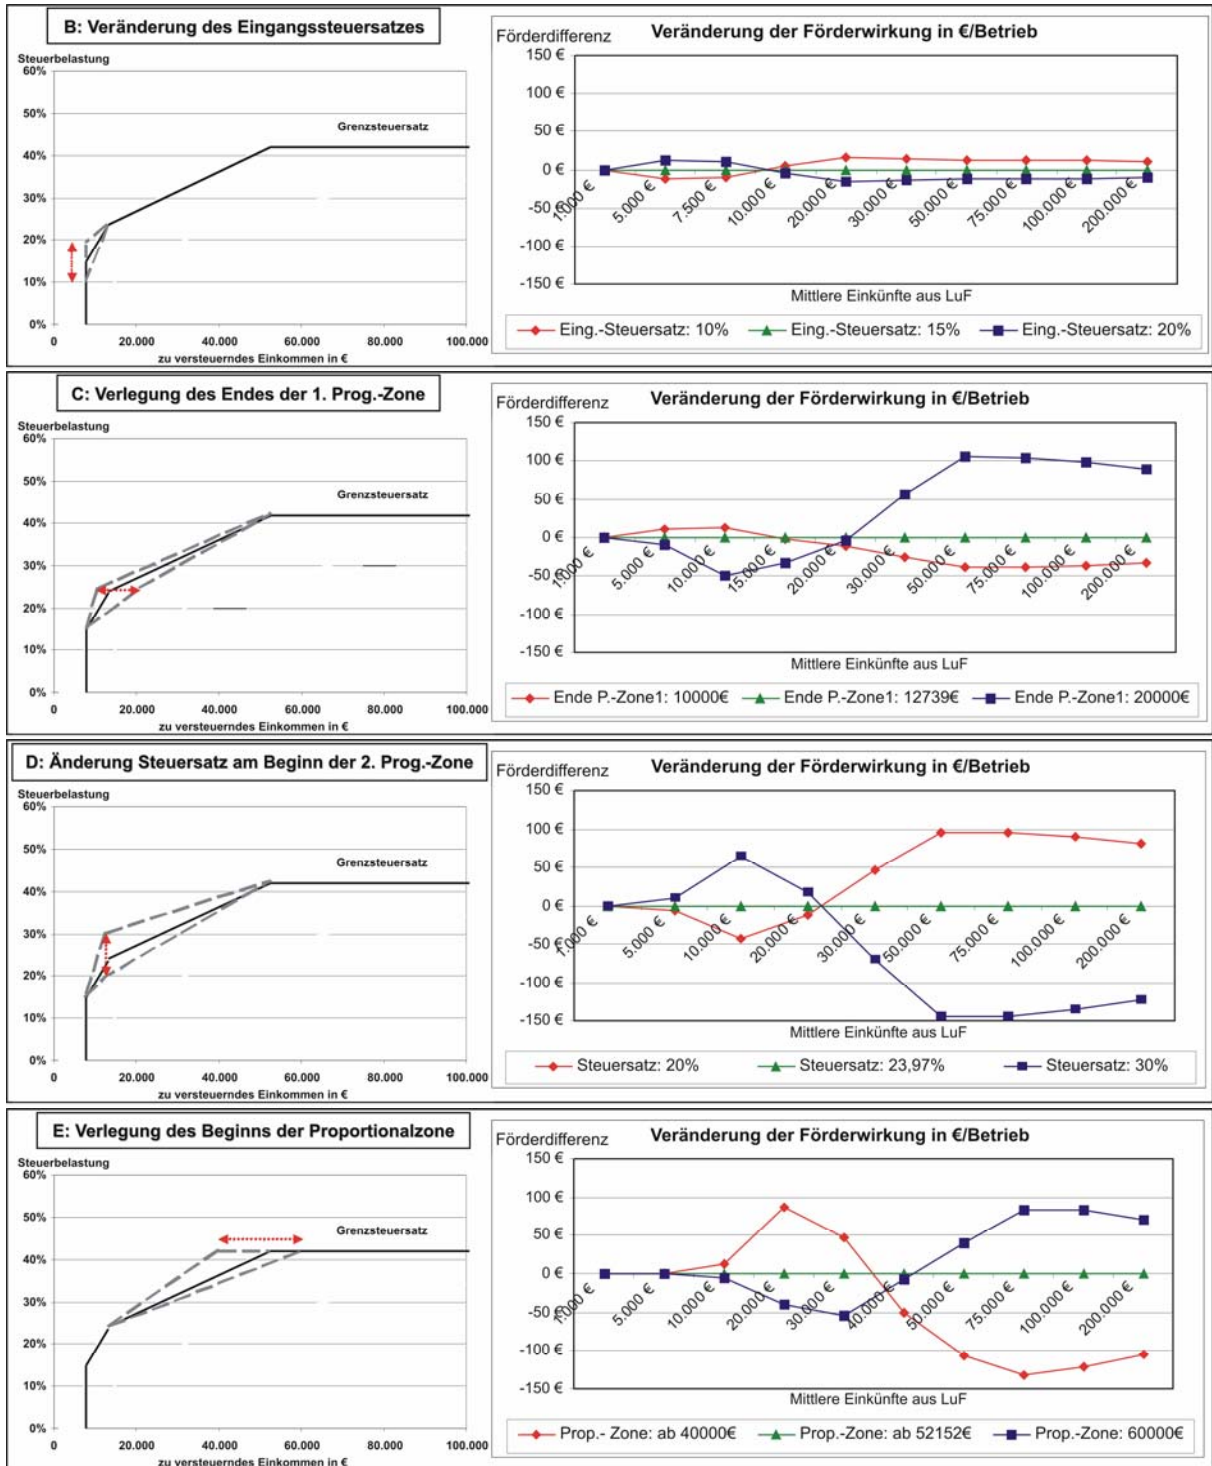 B: Veränderung des Eingangssteuersatzes
Steuerbelastung
60%
50%
40%
30%
20%
10%
0%
Grenzsteuersatz
0 20.000 40.000 60.000 80.000 100.000
zu versteuerndes Einkommen in €
Förderdifferenz
Veränderung der Förderwirkung in €/Betrieb
150 €
100 €
50 €
0 €
-50 €
-100 €
-150 €
1.000 € 5.000 € 7.500 € 10.000 € 20.000 € 30.000 € 50.000 € 75.000 € 100.000 € 200.000 €
Mittlere Einkünfte aus LuF
Eing.-Steuersatz: 10% Eing.-Steuersatz: 15% Eing.-Steuersatz: 20%
C: Verlegung des Endes der 1. Prog.-Zone
Steuerbelastung
60%
50%
40%
30%
20%
10%
0%
Grenzsteuersatz
0 20.000 40.000 60.000 80.000 100.000
zu versteuerndes Einkommen in €
Förderdifferenz
Veränderung der Förderwirkung in €/Betrieb
150 €
100 €
50 €
0 €
-50 €
-100 €
-150 €
1.000 € 5.000 € 10.000 € 15.000 € 20.000 € 30.000 € 50.000 € 75.000 € 100.000 € 200.000 €
Mittlere Einkünfte aus LuF
Ende P.-Zone1: 10000€ Ende P.-Zone1: 12739€ Ende P.-Zone1: 20000€
D: Änderung Steuersatz am Beginn der 2. Prog.-Zone
Steuerbelastung
60%
50%
40%
30%
20%
10%
0%
Grenzsteuersatz
0 20.000 40.000 60.000 80.000 100.000
zu versteuerndes Einkommen in €
Förderdifferenz
Veränderung der Förderwirkung in €/Betrieb
150 €
100 €
50 €
0 €
-50 €
-100 €
-150 €
1.000 € 5.000 € 10.000 € 20.000 € 30.000 € 50.000 € 75.000 € 100.000 € 200.000 €
Mittlere Einkünfte aus LuF
Steuersatz: 20% Steuersatz: 23,97% Steuersatz: 30%
E: Verlegung des Beginns der Proportionalzone
Steuerbelastung
60%
50%
40%
30%
20%
10%
0%
Grenzsteuersatz
0 20.000 40.000 60.000 80.000 100.000
zu versteuerndes Einkommen in €
Förderdifferenz
Veränderung der Förderwirkung in €/Betrieb
150 €
100 €
50 €
0 €
-50 €
-100 €
-150 €
1.000 € 5.000 € 10.000 € 20.000 € 30.000 € 40.000 € 50.000 € 75.000 € 100.000 € 200.000 €
Mittlere Einkünfte aus LuF
Prop.- Zone: ab 40000€ Prop.-Zone: ab 52152€ Prop.-Zone: 60000€